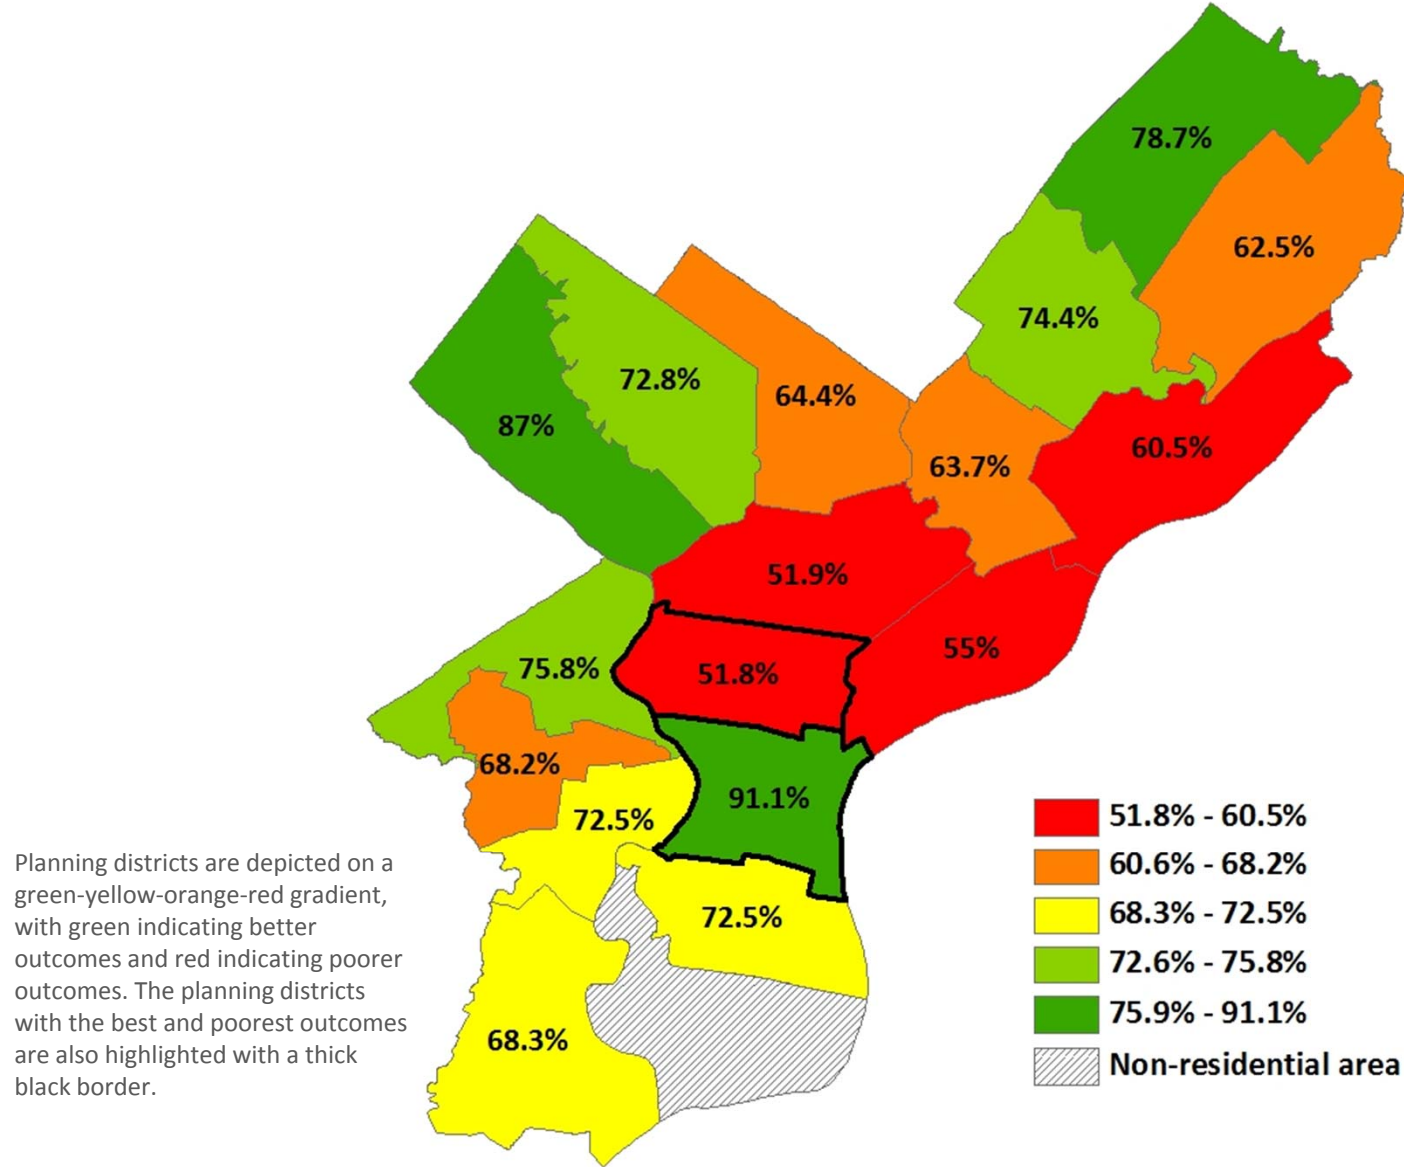 78.7%
62.5%
74.4%
72.8%
64.4%
87%
60.5%
63.7%
51.9%
55%
75.8%
51.8%
68.2%
91.1%
72.5%
72.5%
68.3%
Planning districts are depicted on a
green-yellow-orange-red gradient,
with green indicating better
outcomes and red indicating poorer
outcomes. The planning districts
with the best and poorest outcomes
are also highlighted with a thick
black border.
51.8% - 60.5%
60.6% - 68.2%
68.3% - 72.5%
72.6% - 75.8%
75.9% - 91.1%
Non-residential area